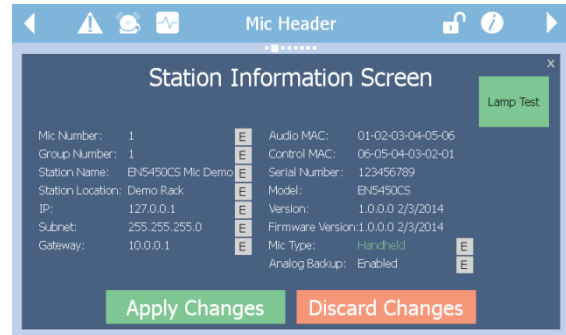 Mic Header
x
Station Information Screen
Lamp Test
Mic Number: 1 E
Group Number: 1 E
Station Name: EN5450CS Mic Demo E
Station Location: Demo Rack E
IP: 127.0.0.1 E
Subnet: 255.255.255.0 E
Gateway: 10.0.0.1 E
Audio MAC: 01-02-03-04-05-06
Control MAC: 06-05-04-03-02-01
Serial Number: 123456789
Model: EN5450CS
Version: 1.0.0.0 2/3/2014
Firmware Version:1.0.0.0 2/3/2014
Mic Type: Handheld E
Analog Backup: Enabled E
Apply Changes
Discard Changes